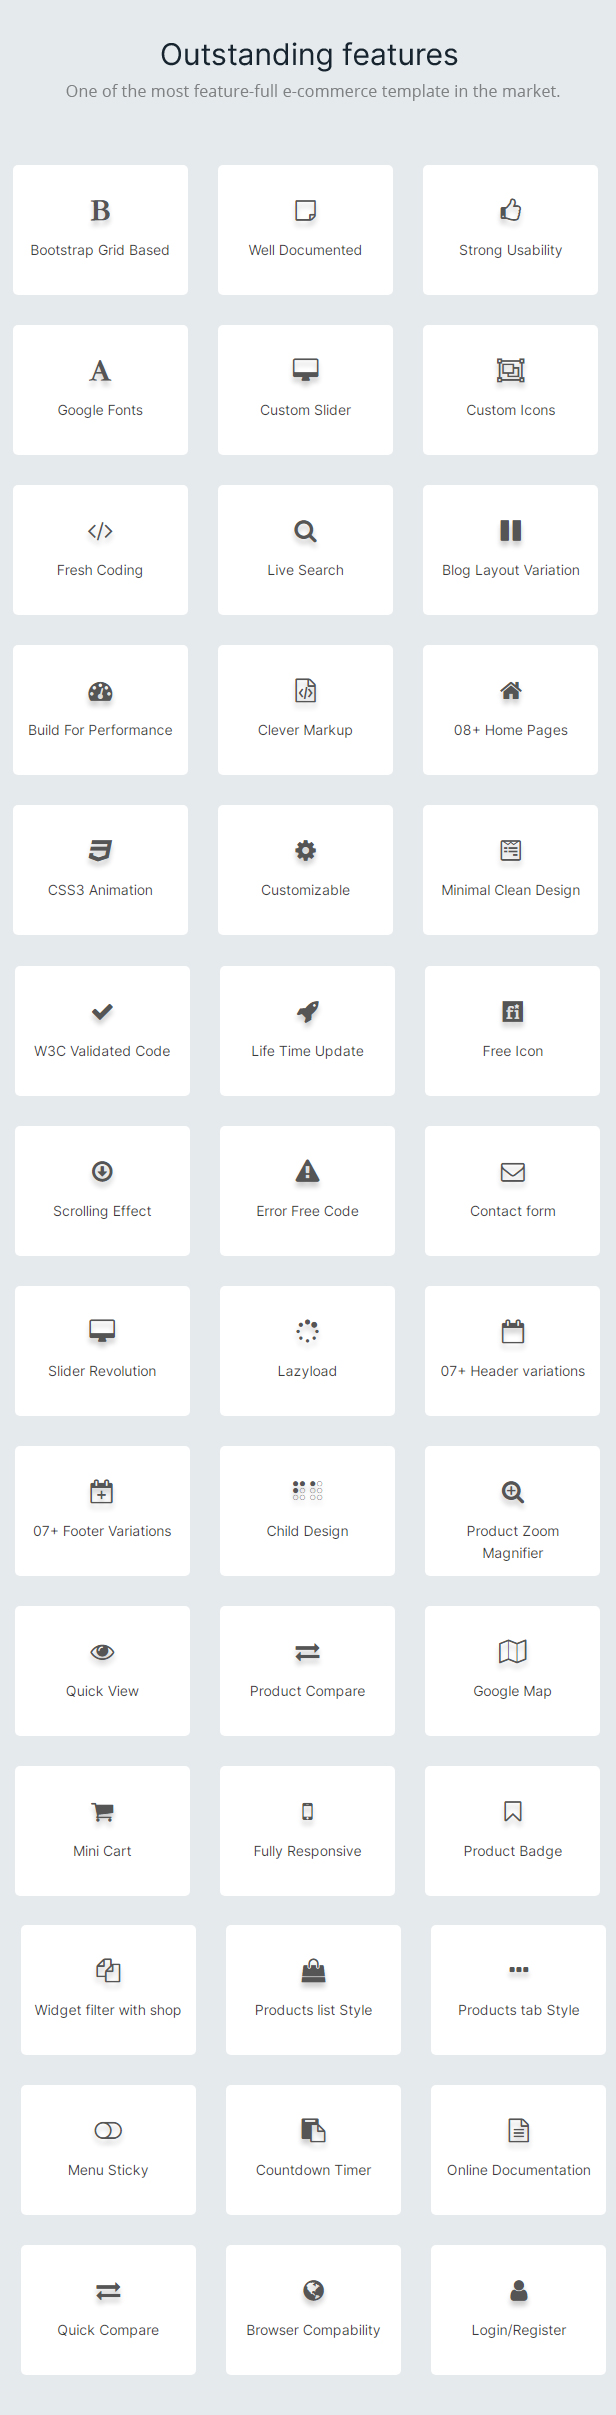 Outstanding features
One of the most feature-full e-commerce template in the market.
Bootstrap Grid Based
Well Documented
Strong Usability
Google Fonts
Custom Slider
Custom Icons
Fresh Coding
Live Search
Blog Layout Variation
Build For Performance
Clever Markup
08+ Home Pages
CSS3 Animation
Customizable
Minimal Clean Design
W3C Validated Code
Life Time Update
Free Icon
Scrolling Effect
Error Free Code
Contact form
Slider Revolution
Lazyload
07+ Header variations
07+ Footer Variations
Child Design
Product Zoom
Magnifier
Quick View
Product Compare
Google Map
Mini Cart
Fully Responsive
Product Badge
Widget filter with shop
Products list Style
Products tab Style
Menu Sticky
Countdown Timer
Online Documentation
Quick Compare
Browser Compability
Login/Register